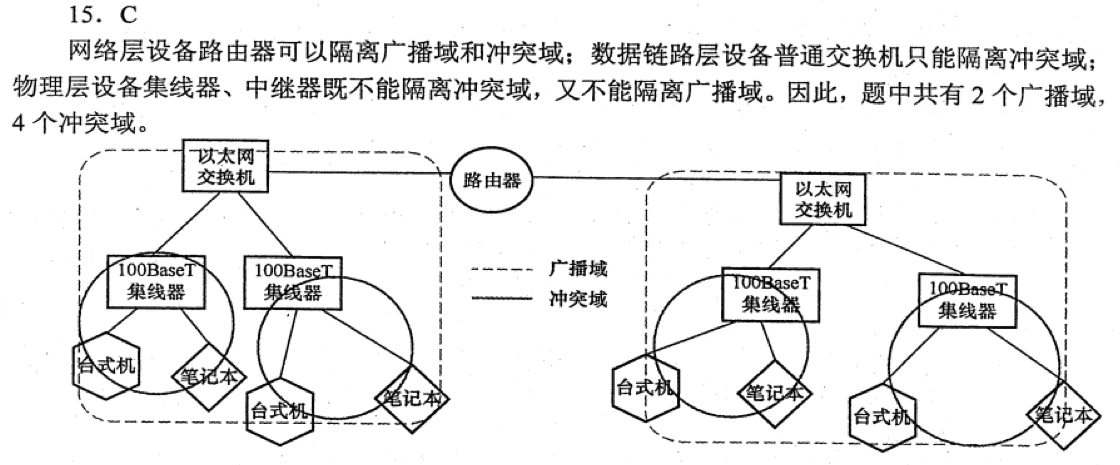 15．C
网络层设备路由器可以隔离广播域和冲突域；数据链路层设备普通交换机只能隔离冲突域；
物理层设备集线器、中继器既不能隔离冲突域，又不能隔离广播域。因此，题中共有 2 个广播域，
4 个冲突域。
以太网
交换机
路由器
以太网
交换机
100BaseT
集线器
100BaseT
集线器
广播域
冲突域
100BaseT
集线器
100BaseT
集线器
台式机
笔记本
台式机
笔记本
台式机
笔记本
台式机
笔记本